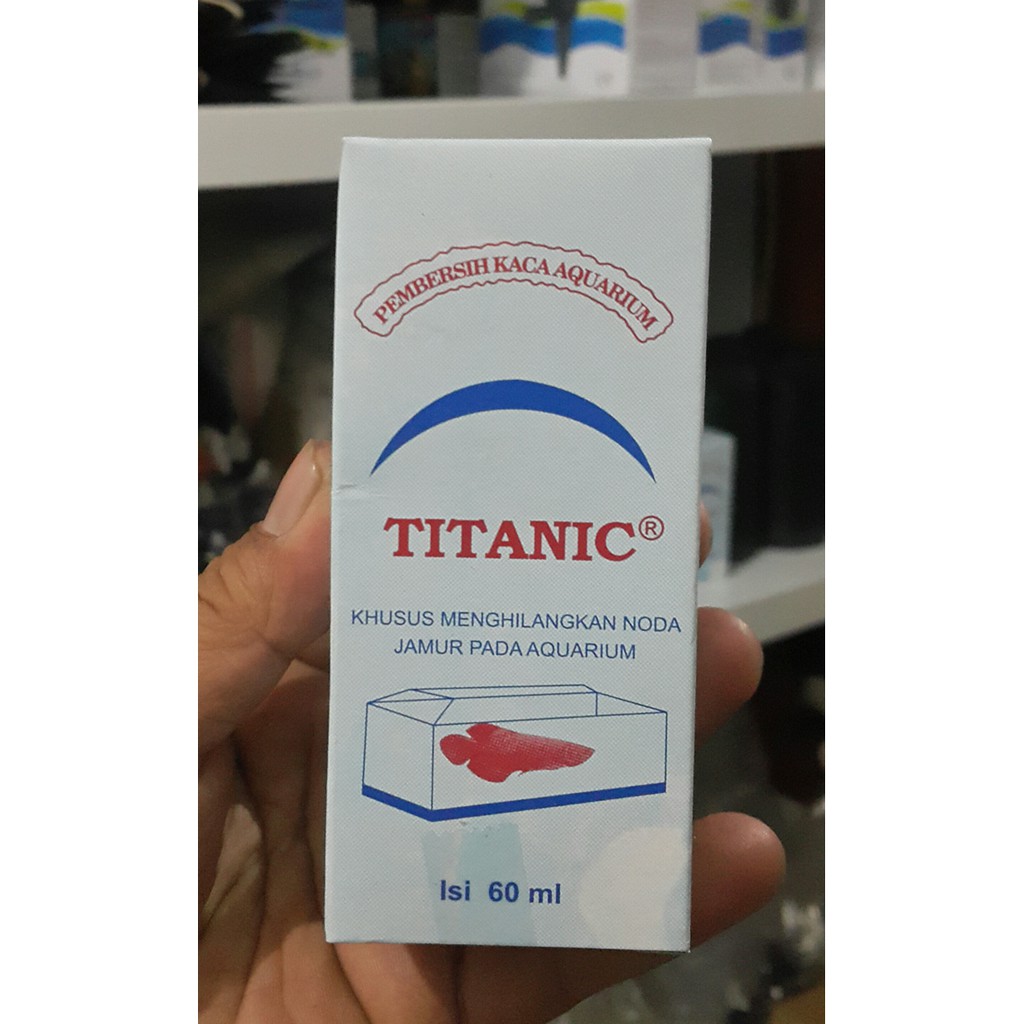 PEMBERSIH KACA AQUARIUM
TITANIC®
KHUSUS MENGHILANGKAN NODA
JAMUR PADA AQUARIUM
Isi 60 ml